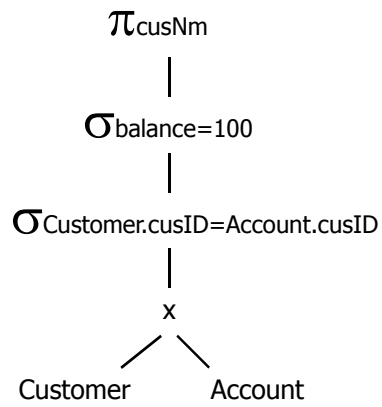 πcusNm
σbalance=100
σCustomer.cusID=Account.cusID
x
Customer Account